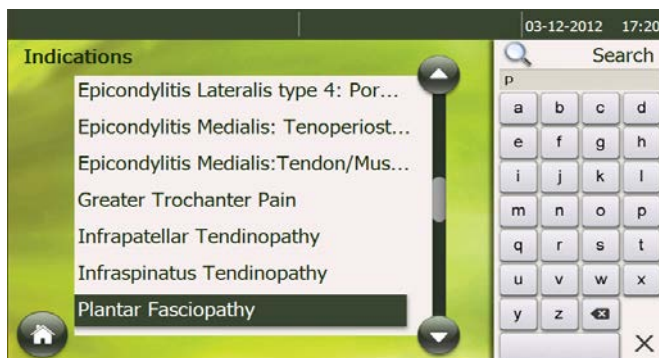 03-12-2012 17:20
Indications
Epicondylitis Lateralis type 4: Por...
Epicondylitis Medialis: Tenoperiost...
Epicondylitis Medialis:Tendon/Mus...
Greater Trochanter Pain
Infrapatellar Tendinopathy
Infraspinatus Tendinopathy
Plantar Fasciopathy
Search
p
a b c d
e f g h
i j k l
m n o p
q r s t
u v w x
y z